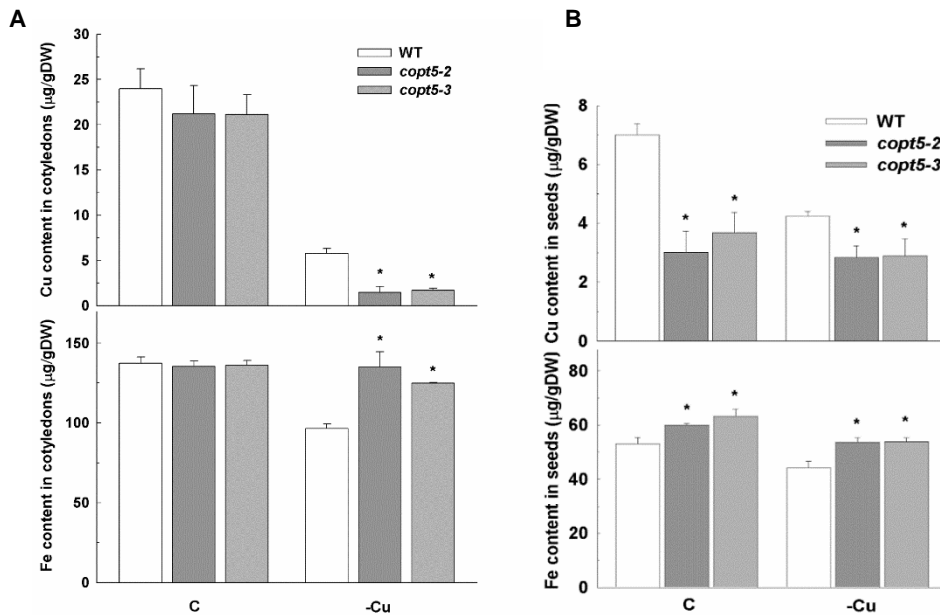 A
Cu content in cotyledons (µg/gDW)
30
25
20
15
10
5
0
WT
copt5-2
copt5-3
* *
Fe content in cotyledons (µg/gDW)
150
100
50
0
* *
C -Cu
B
Cu content in seeds (µg/gDW)
8
6
4
2
0
WT
copt5-2
copt5-3
* * * *
Fe content in seeds (µg/gDW)
80
60
40
20
0
* * * *
C -Cu